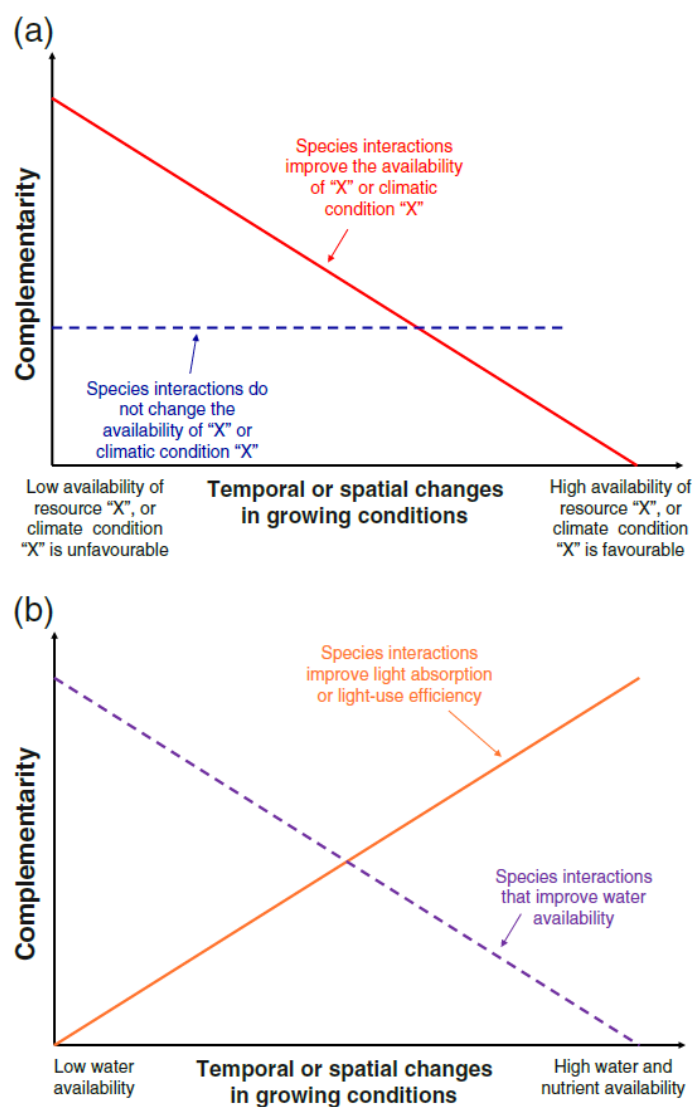 (a)
Complementarity
Species interactions
improve the availability
of “X” or climatic
condition “X”
Species interactions do
not change the
availability of “X” or
climatic condition “X”
Low availability of
resource “X”, or
climate condition
“X” is unfavourable
Temporal or spatial changes
in growing conditions
High availability of
resource “X”, or
climate condition
“X” is favourable
(b)
Complementarity
Species interactions
improve light absorption
or light-use efficiency
Species interactions
that improve water
availability
Low water
availability
Temporal or spatial changes
in growing conditions
High water and
nutrient availability